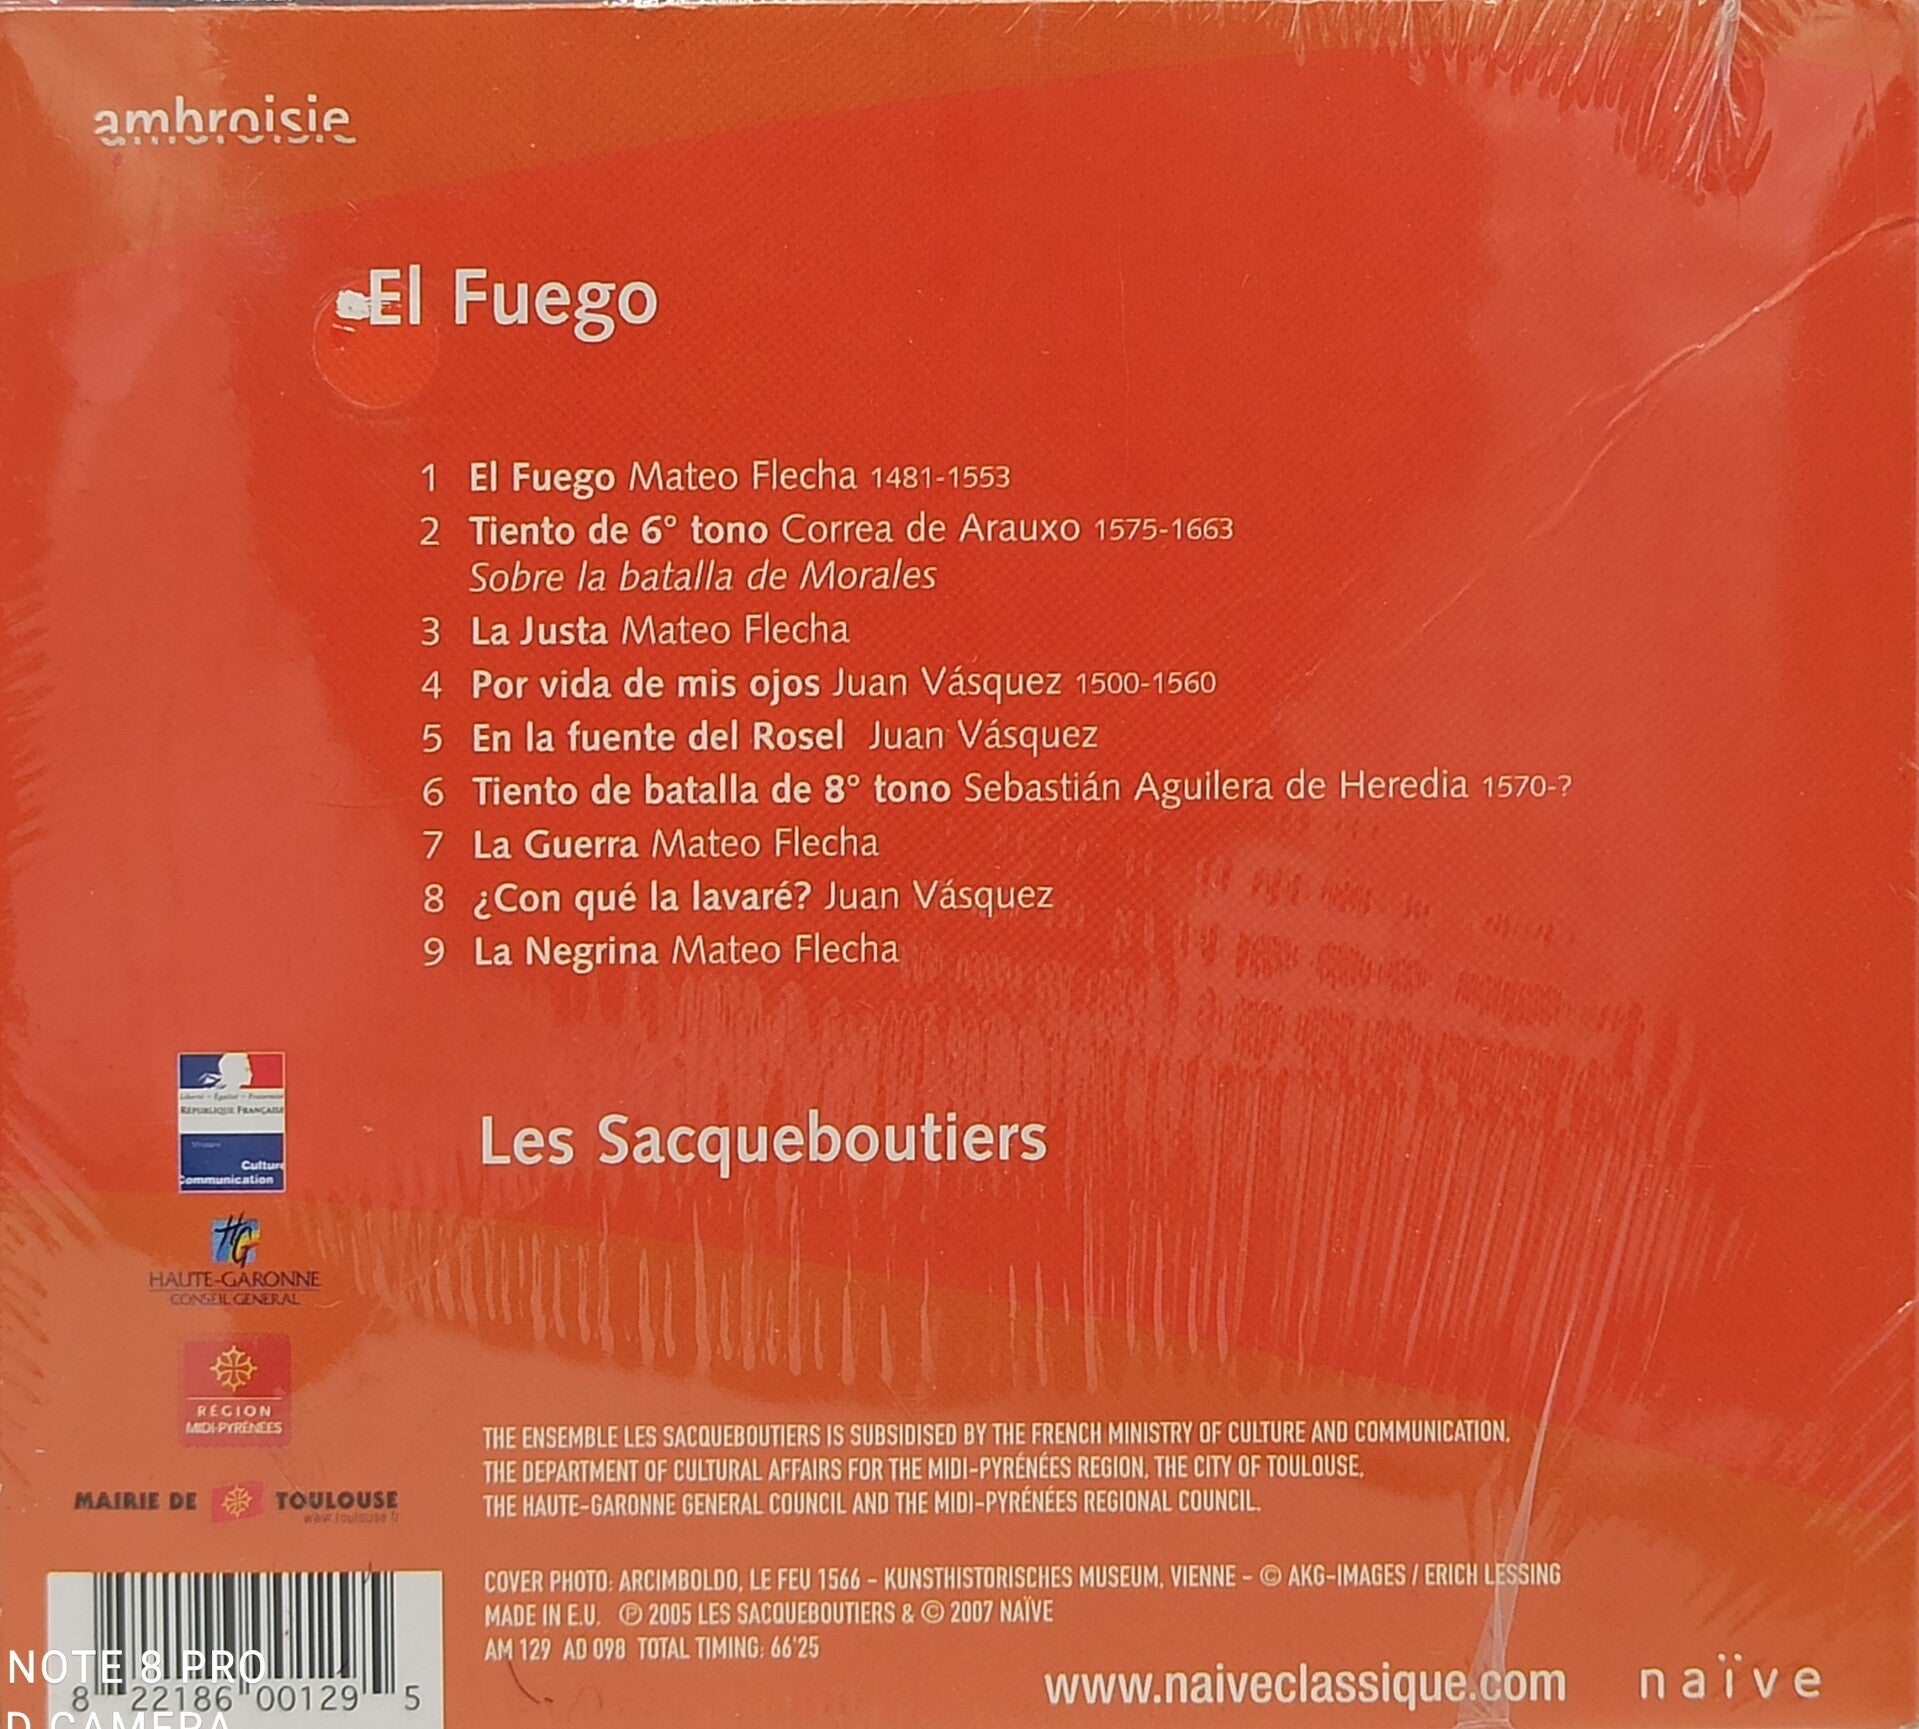 ambroisie
El Fuego
1 El Fuego Mateo Flecha 1481-1553
2 Tiento de 6° tono Correa de Arauxo 1575-1663
Sobre la batalla de Morales
3 La Justa Mateo Flecha
4 Por vida de mis ojos Juan Vásquez 1500-1560
5 En la fuente del Rosel Juan Vásquez
6 Tiento de batalla de 8° tono Sebastián Aguilera de Heredia 1570-?
7 La Guerra Mateo Flecha
8 ¿Con qué la lavaré? Juan Vásquez
9 La Negrina Mateo Flecha
Liberté • Égalité • Fraternité
RÉPUBLIQUE FRANÇAISE
Culture
Communication
Les Sacqueboutiers
HG
HAUTE-GARONNE
CONSEIL GENERAL
RÉGION
MIDI-PYRÉNÉES
MAIRIE DE TOULOUSE
www.toulouse.fr
THE ENSEMBLE LES SACQUEBOUTIERS IS SUBSIDISED BY THE FRENCH MINISTRY OF CULTURE AND COMMUNICATION,
THE DEPARTMENT OF CULTURAL AFFAIRS FOR THE MIDI-PYRÉNÉES REGION, THE CITY OF TOULOUSE,
THE HAUTE-GARONNE GENERAL COUNCIL AND THE MIDI-PYRÉNÉES REGIONAL COUNCIL.
COVER PHOTO: ARCIMBOLDO, LE FEU 1566 – KUNSTHISTORISCHES MUSEUM, VIENNE – © AKG-IMAGES / ERICH LESSING
MADE IN E.U. ℗ 2005 LES SACQUEBOUTIERS & © 2007 NAÏVE
AM 129 AD 098 TOTAL TIMING: 66'25
NOTE 8 PRO
8 22186 00129 5
D CAMERA
www.naiveclassique.com naïve